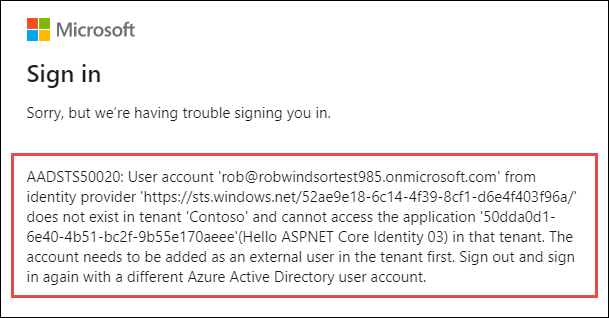 Microsoft
Sign in
Sorry, but we're having trouble signing you in.
AADSTS50020: User account 'rob@robwindsortest985.onmicrosoft.com' from
identity provider 'https://sts.windows.net/52ae9e18-6c14-4f39-8cf1-d6e4f403f96a/'
does not exist in tenant 'Contoso' and cannot access the application '50dda0d1-
6e40-4b51-bc2f-9b55e170aeee'(Hello ASPNET Core Identity 03) in that tenant. The
account needs to be added as an external user in the tenant first. Sign out and sign
in again with a different Azure Active Directory user account.